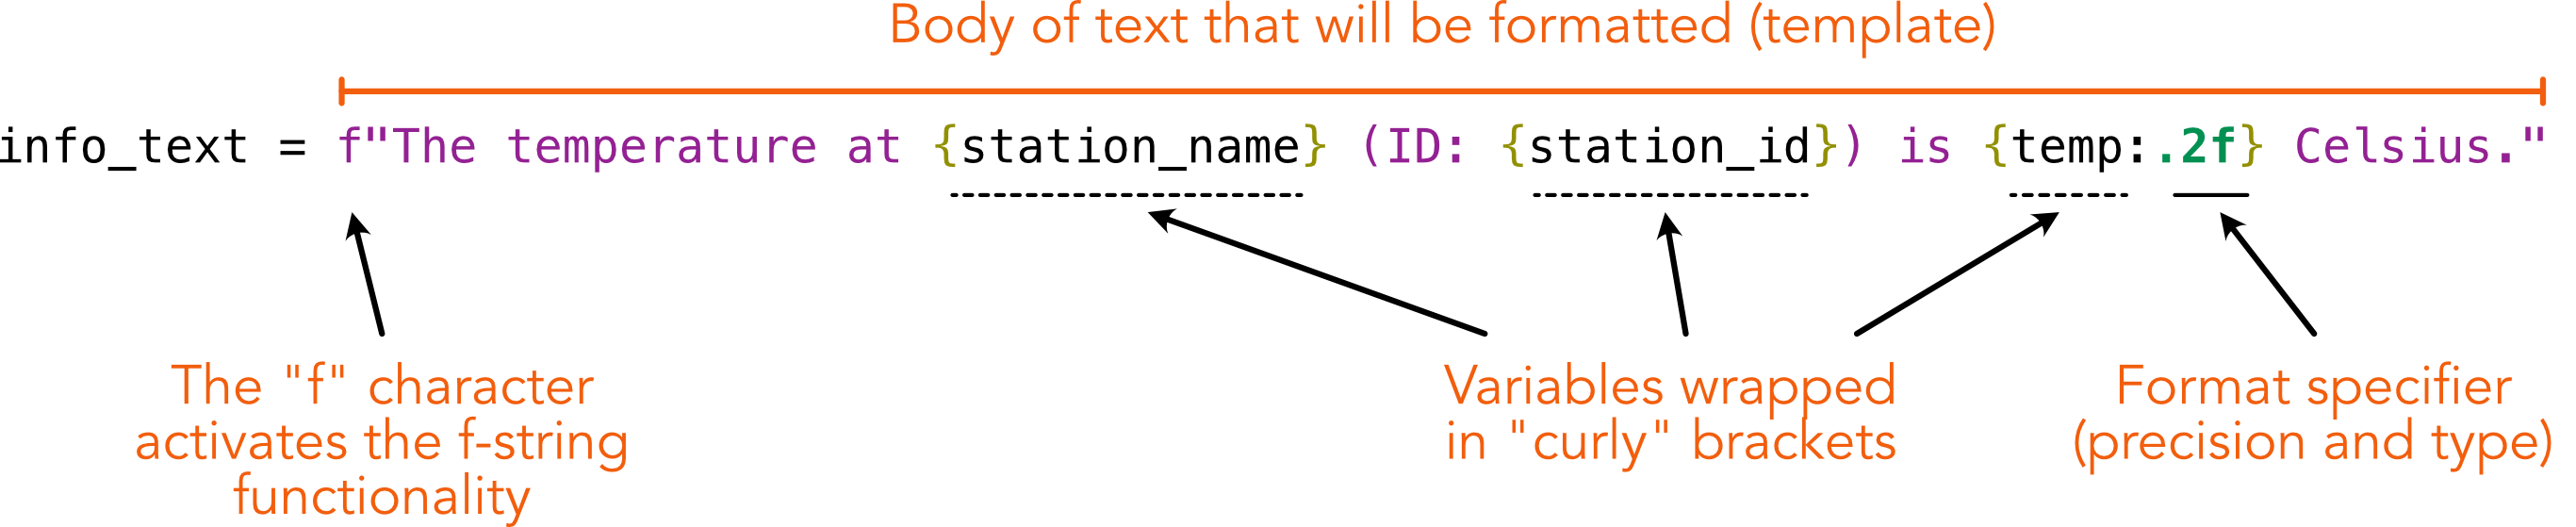 Body of text that will be formatted (template)
info_text = f"The temperature at {station_name} (ID: {station_id}) is {temp:.2f} Celsius."
The "f" character
activates the f-string
functionality
Variables wrapped
in "curly" brackets
Format specifier
(precision and type)